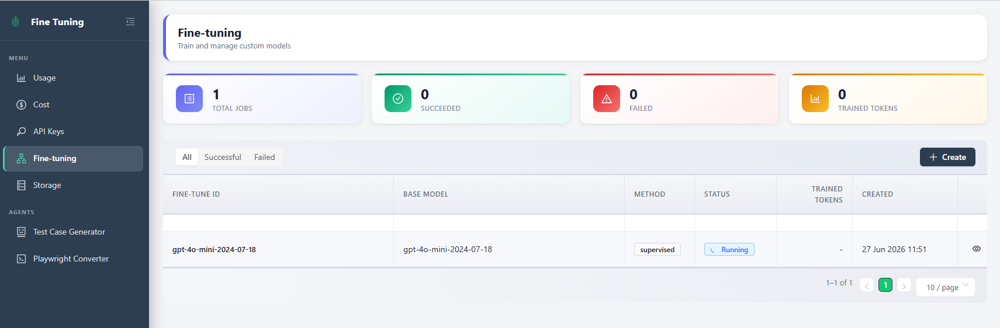 Fine Tuning
MENU
Usage
Cost
API Keys
Fine-tuning
Storage
AGENTS
Test Case Generator
Playwright Converter
Fine-tuning
Train and manage custom models
1
TOTAL JOBS
0
SUCCEEDED
0
FAILED
0
TRAINED TOKENS
All Successful Failed
+ Create
FINE-TUNE ID BASE MODEL METHOD STATUS TRAINED TOKENS CREATED
gpt-4o-mini-2024-07-18 gpt-4o-mini-2024-07-18 supervised Running - 27 Jun 2026 11:51
1–1 of 1 < 1 > 10 / page